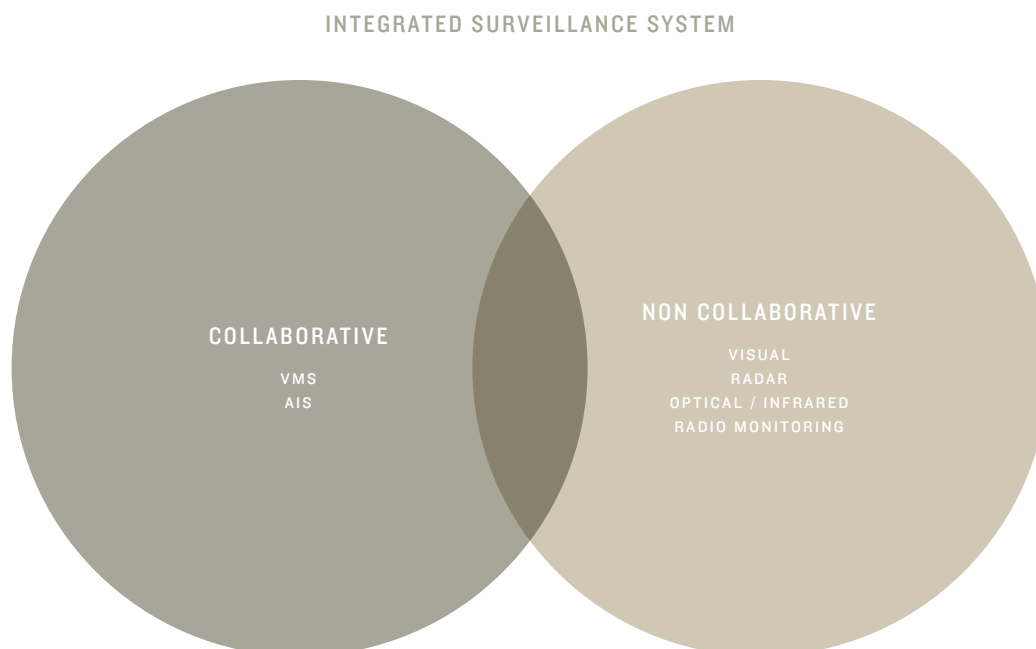 INTEGRATED SURVEILLANCE SYSTEM
COLLABORATIVE
VMS
AIS
NON COLLABORATIVE
VISUAL
RADAR
OPTICAL / INFRARED
RADIO MONITORING